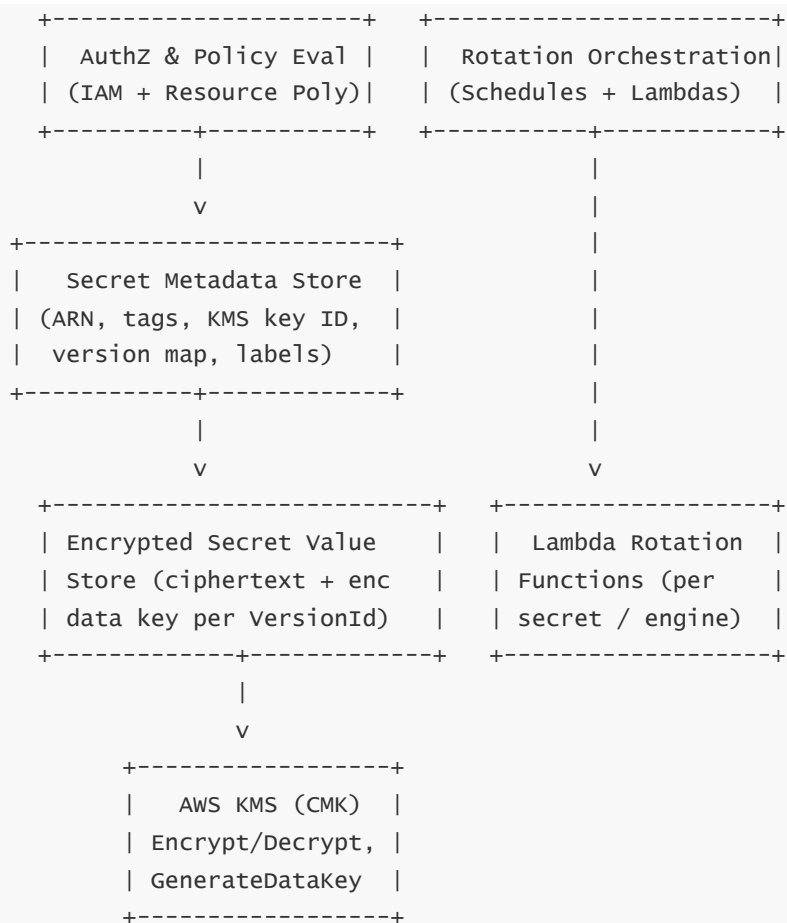 +----------------------+   +------------------------+
|  AuthZ & Policy Eval |   |  Rotation Orchestration|
| (IAM + Resource Poly)|   | (Schedules + Lambdas)  |
+----------+-----------+   +-----------+------------+
|                          |
v                          |
+--------------------------+             |
|   Secret Metadata Store  |             |
| (ARN, tags, KMS key ID,  |             |
|  version map, labels)    |             |
+------------+-------------+             |
|                          |
v                          v
+----------------------------+   +-------------------+
| Encrypted Secret Value     |   |  Lambda Rotation  |
| Store (ciphertext + enc    |   | Functions (per    |
| data key per VersionId)    |   | secret / engine)  |
+-------------+-------------+   +-------------------+
|
v
+------------------+
|   AWS KMS (CMK)  |
| Encrypt/Decrypt, |
| GenerateDataKey  |
+------------------+